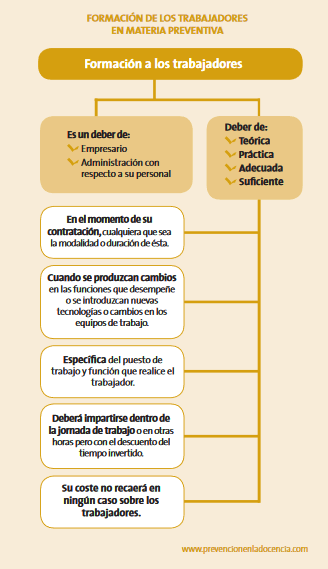 FORMACIÓN DE LOS TRABAJADORES
EN MATERIA PREVENTIVA
Formación a los trabajadores
Es un deber de:
Empresario
Administración con
respecto a su personal
Deber de:
Teórica
Práctica
Adecuada
Suficiente
En el momento de su
contratación, cualquiera que sea
la modalidad o duración de ésta.
Cuando se produzcan cambios
en las funciones que desempeñe
o se introduzcan nuevas
tecnologías o cambios en los
equipos de trabajo.
Específica del puesto de
trabajo y función que realice el
trabajador.
Deberá impartirse dentro de
la jornada de trabajo o en otras
horas pero con el descuento del
tiempo invertido.
Su coste no recaerá en
ningún caso sobre los
trabajadores.
www.prevencionenladocencia.com